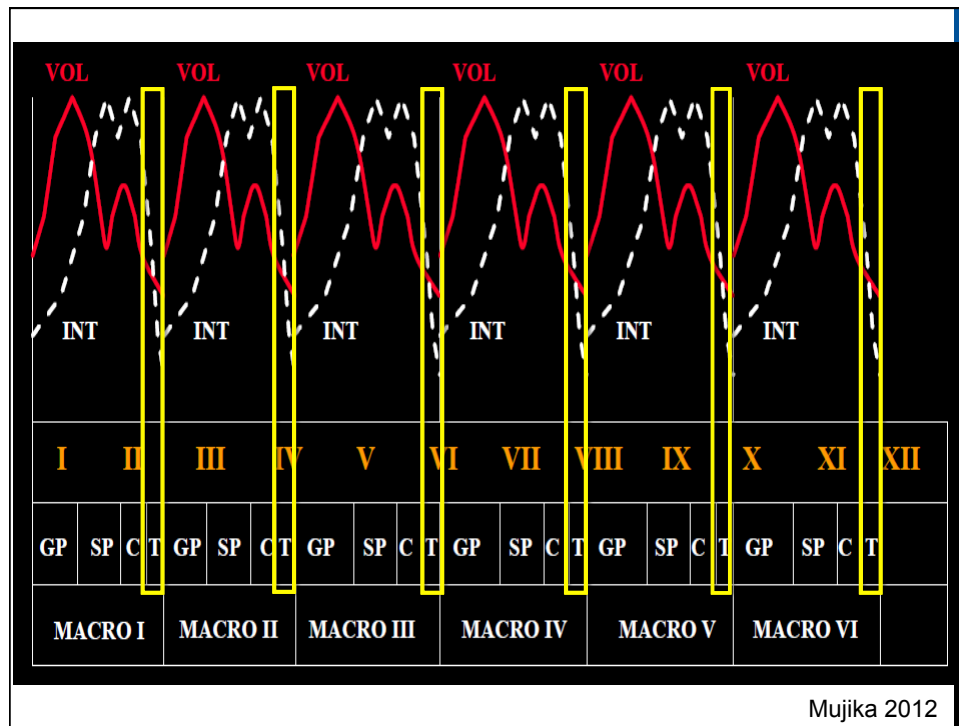 VOL VOL VOL VOL VOL VOL
INT INT INT INT INT INT
I II III IV V VI VII VIII IX X XI XII
GP SP C T GP SP C T GP SP C T GP SP C T GP SP C T GP SP C T
MACRO I MACRO II MACRO III MACRO IV MACRO V MACRO VI
Mujika 2012